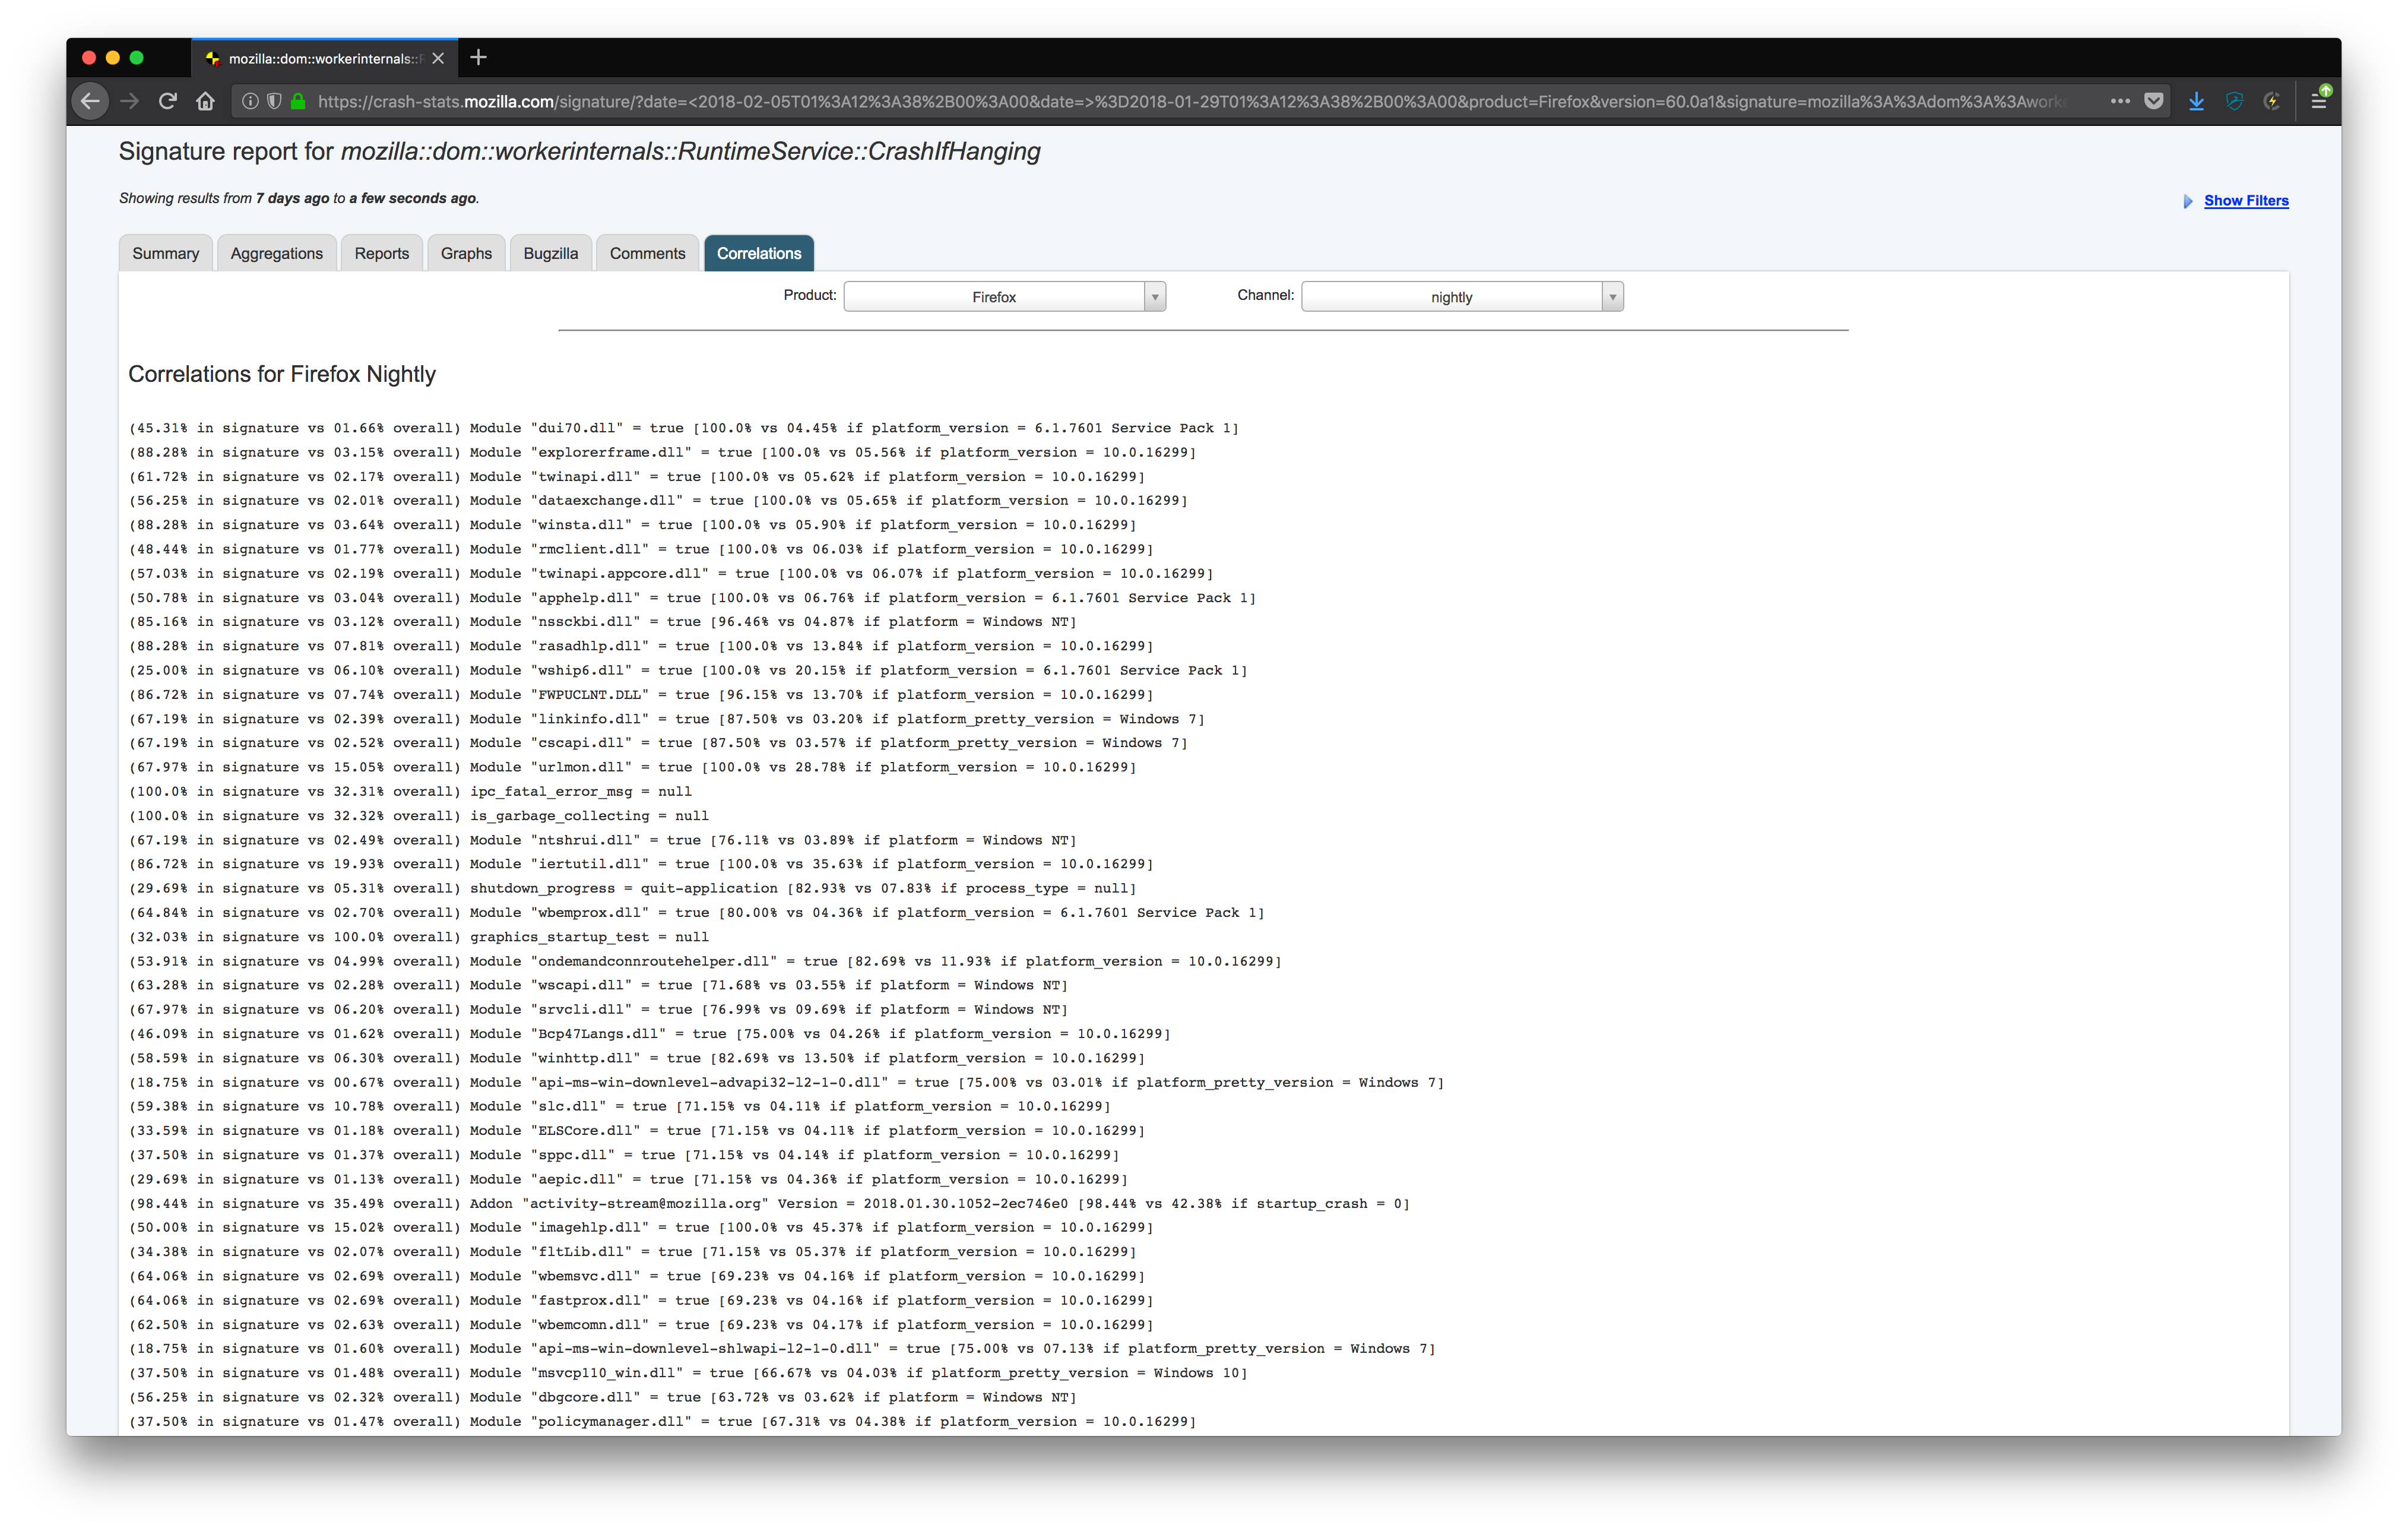 mozilla::dom::workerinternals::R
https://crash-stats.mozilla.com/signature/?date=<2018-02-05T01%3A12%3A38%2B00%3A00&date=>%3D2018-01-29T01%3A12%3A38%2B00%3A00&product=Firefox&version=60.0a1&signature=mozilla%3A%3Adom%3A%3Aworke
Signature report for mozilla::dom::workerinternals::RuntimeService::CrashIfHanging
Showing results from 7 days ago to a few seconds ago.
Show Filters
Summary Aggregations Reports Graphs Bugzilla Comments Correlations
Product: Firefox Channel: nightly
Correlations for Firefox Nightly
(45.31% in signature vs 01.66% overall) Module "dui70.dll" = true [100.0% vs 04.45% if platform_version = 6.1.7601 Service Pack 1]
(88.28% in signature vs 03.15% overall) Module "explorerframe.dll" = true [100.0% vs 05.56% if platform_version = 10.0.16299]
(61.72% in signature vs 02.17% overall) Module "twinapi.dll" = true [100.0% vs 05.62% if platform_version = 10.0.16299]
(56.25% in signature vs 02.01% overall) Module "dataexchange.dll" = true [100.0% vs 05.65% if platform_version = 10.0.16299]
(88.28% in signature vs 03.64% overall) Module "winsta.dll" = true [100.0% vs 05.90% if platform_version = 10.0.16299]
(48.44% in signature vs 01.77% overall) Module "rmclient.dll" = true [100.0% vs 06.03% if platform_version = 10.0.16299]
(57.03% in signature vs 02.19% overall) Module "twinapi.appcore.dll" = true [100.0% vs 06.07% if platform_version = 10.0.16299]
(50.78% in signature vs 03.04% overall) Module "apphelp.dll" = true [100.0% vs 06.76% if platform_version = 6.1.7601 Service Pack 1]
(85.16% in signature vs 03.12% overall) Module "nssckbi.dll" = true [96.46% vs 04.87% if platform = Windows NT]
(88.28% in signature vs 07.81% overall) Module "rasadhlp.dll" = true [100.0% vs 13.84% if platform_version = 10.0.16299]
(25.00% in signature vs 06.10% overall) Module "wship6.dll" = true [100.0% vs 20.15% if platform_version = 6.1.7601 Service Pack 1]
(86.72% in signature vs 07.74% overall) Module "FWPUCLNT.DLL" = true [96.15% vs 13.70% if platform_version = 10.0.16299]
(67.19% in signature vs 02.39% overall) Module "linkinfo.dll" = true [87.50% vs 03.20% if platform_pretty_version = Windows 7]
(67.19% in signature vs 02.52% overall) Module "cscapi.dll" = true [87.50% vs 03.57% if platform_pretty_version = Windows 7]
(67.97% in signature vs 15.05% overall) Module "urlmon.dll" = true [100.0% vs 28.78% if platform_version = 10.0.16299]
(100.0% in signature vs 32.31% overall) ipc_fatal_error_msg = null
(100.0% in signature vs 32.32% overall) is_garbage_collecting = null
(67.19% in signature vs 02.49% overall) Module "ntshrui.dll" = true [76.11% vs 03.89% if platform = Windows NT]
(86.72% in signature vs 19.93% overall) Module "iertutil.dll" = true [100.0% vs 35.63% if platform_version = 10.0.16299]
(29.69% in signature vs 05.31% overall) shutdown_progress = quit-application [82.93% vs 07.83% if process_type = null]
(64.84% in signature vs 02.70% overall) Module "wbemprox.dll" = true [80.00% vs 04.36% if platform_version = 6.1.7601 Service Pack 1]
(32.03% in signature vs 100.0% overall) graphics_startup_test = null
(53.91% in signature vs 04.99% overall) Module "ondemandconnroutehelper.dll" = true [82.69% vs 11.93% if platform_version = 10.0.16299]
(63.28% in signature vs 02.28% overall) Module "wscapi.dll" = true [71.68% vs 03.55% if platform = Windows NT]
(67.97% in signature vs 06.20% overall) Module "srvcli.dll" = true [76.99% vs 09.69% if platform = Windows NT]
(46.09% in signature vs 01.62% overall) Module "Bcp47Langs.dll" = true [75.00% vs 04.26% if platform_version = 10.0.16299]
(58.59% in signature vs 06.30% overall) Module "winhttp.dll" = true [82.69% vs 13.50% if platform_version = 10.0.16299]
(18.75% in signature vs 00.67% overall) Module "api-ms-win-downlevel-advapi32-l2-1-0.dll" = true [75.00% vs 03.01% if platform_pretty_version = Windows 7]
(59.38% in signature vs 10.78% overall) Module "slc.dll" = true [71.15% vs 04.11% if platform_version = 10.0.16299]
(33.59% in signature vs 01.18% overall) Module "ELSCore.dll" = true [71.15% vs 04.11% if platform_version = 10.0.16299]
(37.50% in signature vs 01.37% overall) Module "sppc.dll" = true [71.15% vs 04.14% if platform_version = 10.0.16299]
(29.69% in signature vs 01.13% overall) Module "aepic.dll" = true [71.15% vs 04.36% if platform_version = 10.0.16299]
(98.44% in signature vs 35.49% overall) Addon "activity-stream@mozilla.org" Version = 2018.01.30.1052-2ec746e0 [98.44% vs 42.38% if startup_crash = 0]
(50.00% in signature vs 15.02% overall) Module "imagehlp.dll" = true [100.0% vs 45.37% if platform_version = 10.0.16299]
(34.38% in signature vs 02.07% overall) Module "fltLib.dll" = true [71.15% vs 05.37% if platform_version = 10.0.16299]
(64.06% in signature vs 02.69% overall) Module "wbemsvc.dll" = true [69.23% vs 04.16% if platform_version = 10.0.16299]
(64.06% in signature vs 02.69% overall) Module "fastprox.dll" = true [69.23% vs 04.16% if platform_version = 10.0.16299]
(62.50% in signature vs 02.63% overall) Module "wbemcomn.dll" = true [69.23% vs 04.17% if platform_version = 10.0.16299]
(18.75% in signature vs 01.60% overall) Module "api-ms-win-downlevel-shlwapi-l2-1-0.dll" = true [75.00% vs 07.13% if platform_pretty_version = Windows 7]
(37.50% in signature vs 01.48% overall) Module "msvcp110_win.dll" = true [66.67% vs 04.03% if platform_pretty_version = Windows 10]
(56.25% in signature vs 02.32% overall) Module "dbgcore.dll" = true [63.72% vs 03.62% if platform = Windows NT]
(37.50% in signature vs 01.47% overall) Module "policymanager.dll" = true [67.31% vs 04.38% if platform_version = 10.0.16299]